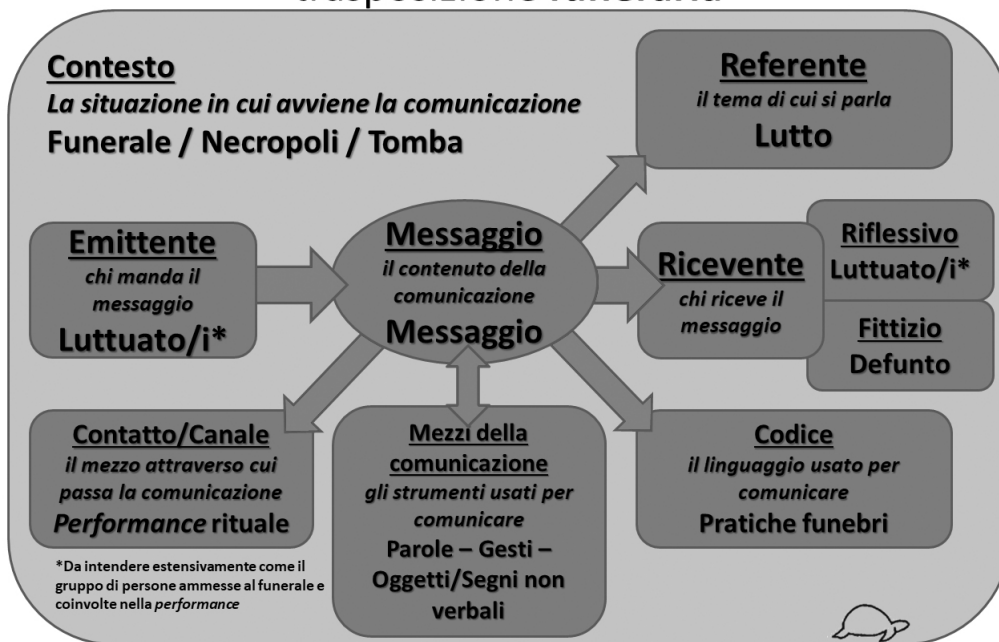 Contesto
La situazione in cui avviene la comunicazione
Funerale / Necropoli / Tomba
Referente
il tema di cui si parla
Lutto
Emittente
chi manda il
messaggio
Luttuato/i*
Messaggio
il contenuto della
comunicazione
Messaggio
Ricevente
chi riceve il
messaggio
Riflessivo
Luttuato/i*
Fittizio
Defunto
Contatto/Canale
il mezzo attraverso cui
passa la comunicazione
Performance rituale
*Da intendere estensivamente come il
gruppo di persone ammesse al funerale e
coinvolte nella performance
Mezzi della
comunicazione
gli strumenti usati per
comunicare
Parole – Gesti –
Oggetti/Segni non
verbali
Codice
il linguaggio usato per
comunicare
Pratiche funebri